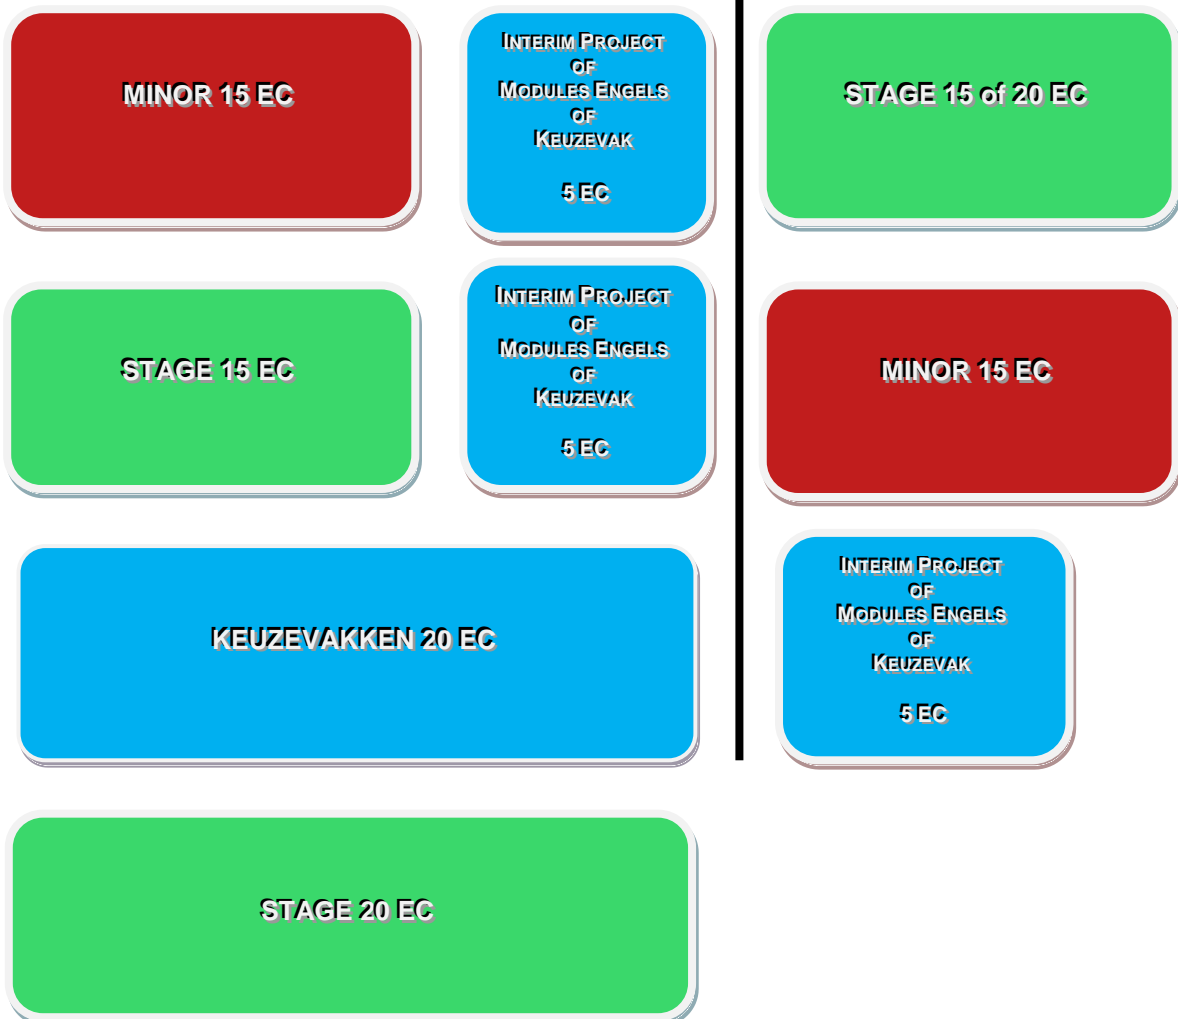 MINOR 15 EC
INTERIM PROJECT
OF
MODULES ENGELS
OF
KEUZEVAK
5 EC
STAGE 15 of 20 EC
STAGE 15 EC
INTERIM PROJECT
OF
MODULES ENGELS
OF
KEUZEVAK
5 EC
MINOR 15 EC
KEUZEVAKKEN 20 EC
INTERIM PROJECT
OF
MODULES ENGELS
OF
KEUZEVAK
5 EC
STAGE 20 EC